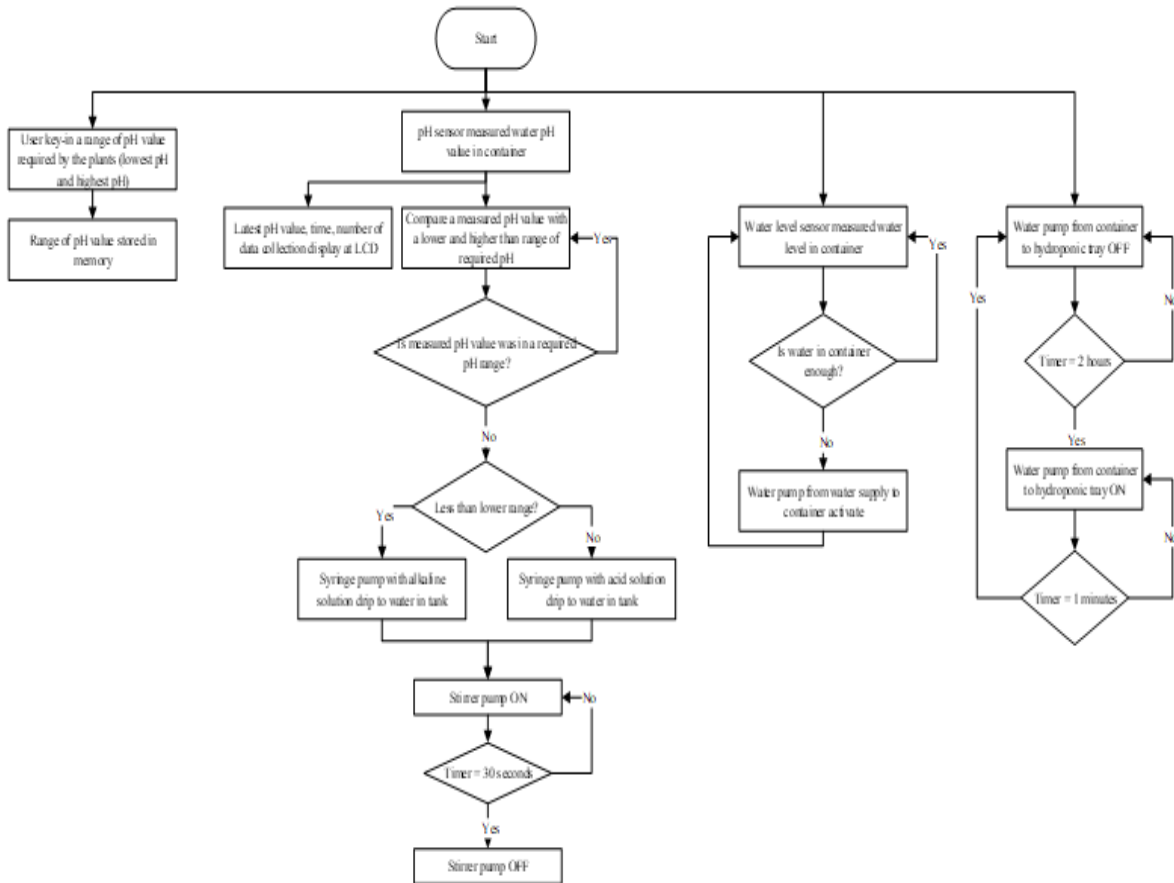 Start
User key-in a range of pH value
required by the plants (lowest pH
and highest pH)
Range of pH value stored in
memory
pH sensor measured water pH
value in container
Latest pH value, time, number of
data collection display at LCD
Compare a measured pH value with
a lower and higher than range of
required pH
Yes
Is measured pH value was in a required
pH range?
No
Less than lower range?
Yes
No
Syringe pump with alkaline
solution drip to water in tank
Syringe pump with acid solution
drip to water in tank
Stirrer pump ON
No
Timer = 30 seconds
Yes
Stirrer pump OFF
Water level sensor measured water
level in container
Yes
Is water in container
enough?
No
Water pump from water supply to
container activate
Water pump from container
to hydroponic tray OFF
Yes
No
Timer = 2 hours
Yes
Water pump from container
to hydroponic tray ON
No
Timer = 1 minutes